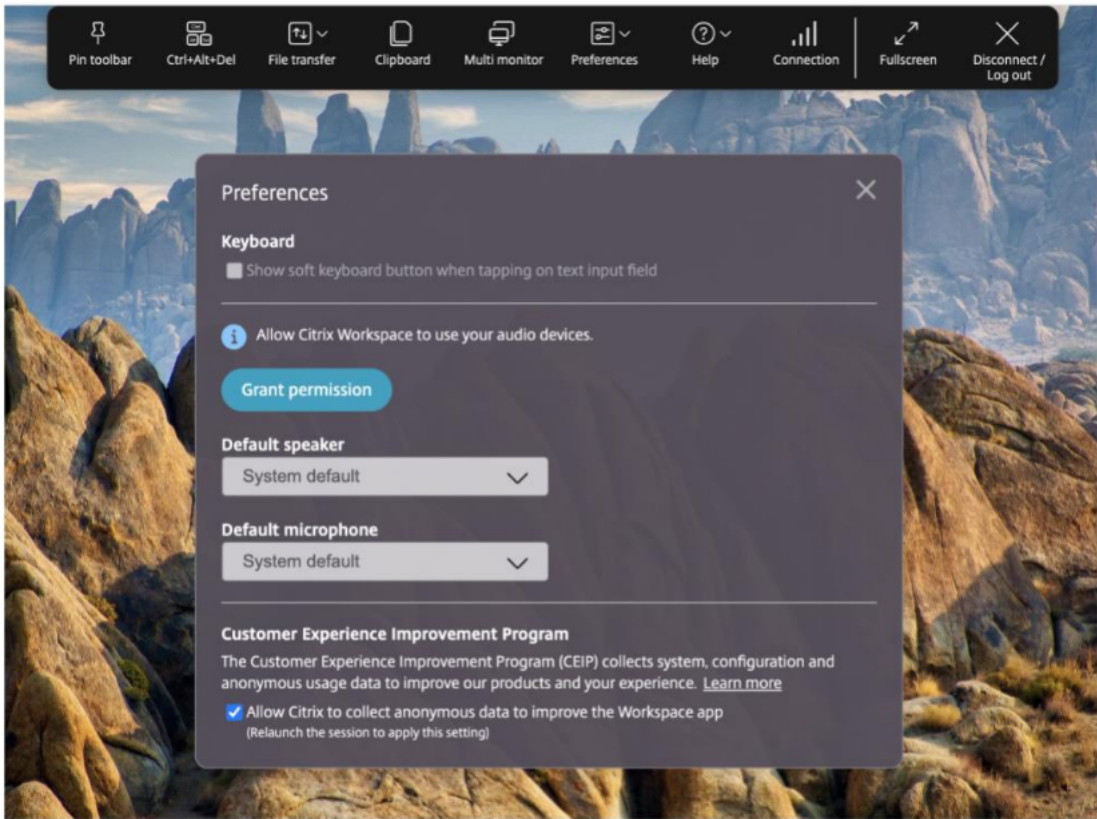 Pin toolbar
Ctrl+Alt+Del
File transfer
Clipboard
Multi monitor
Preferences
Help
Connection
Fullscreen
Disconnect /
Log out
Preferences
Keyboard
Show soft keyboard button when tapping on text input field
Allow Citrix Workspace to use your audio devices.
Grant permission
Default speaker
System default
Default microphone
System default
Customer Experience Improvement Program
The Customer Experience Improvement Program (CEIP) collects system, configuration and
anonymous usage data to improve our products and your experience. Learn more
Allow Citrix to collect anonymous data to improve the Workspace app
(Relaunch the session to apply this setting)